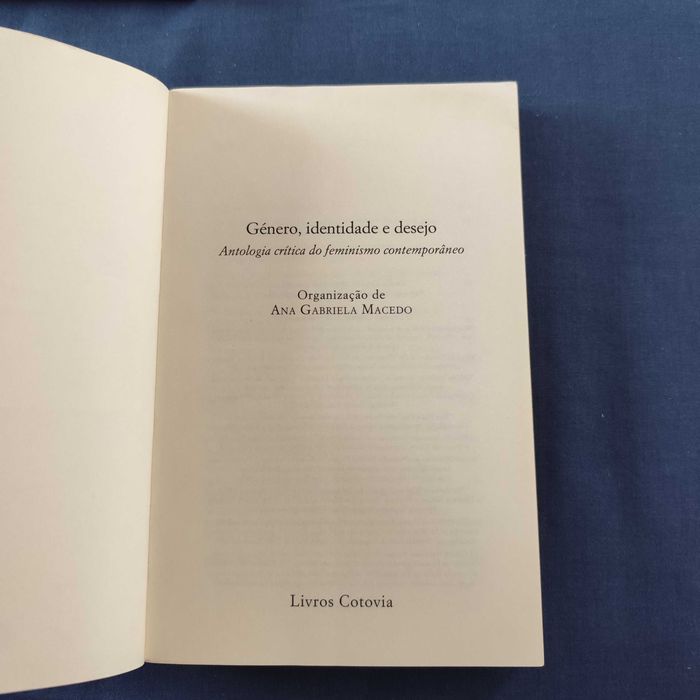 Género, identidade e desejo
Antologia crítica do feminismo contemporâneo
Organização de
ANA GABRIELA MACEDO
Livros Cotovia